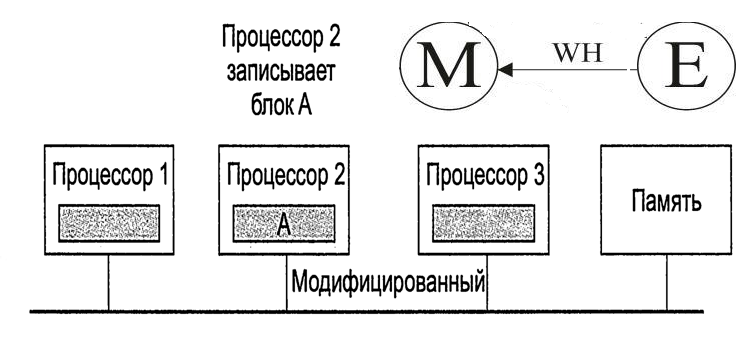 Процессор 2
записывает
блок А
M
WH
E
Процессор 1
Процессор 2
Процессор 3
Память
А
Модифицированный